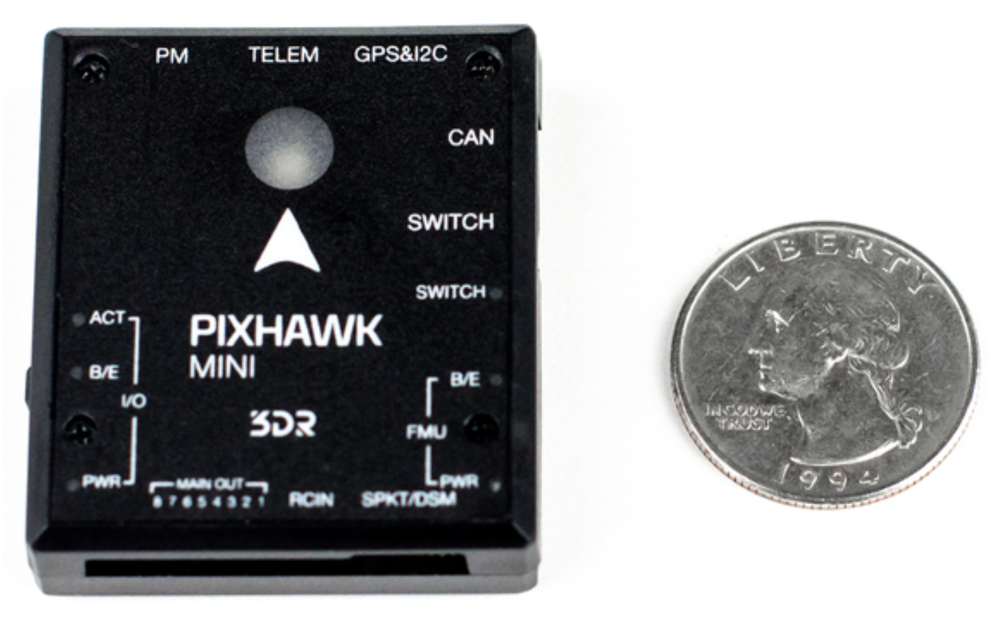 PM TELEM GPS&I2C
CAN
SWITCH
SWITCH
ACT
PIXHAWK
MINI
B/E
B/E
I/O
3DR
FMU
PWR
PWR
MAIN OUT
8 7 6 5 4 3 2 1
RCIN
SPKT/DSM
LIBERTY
IN GOD WE
TRUST
1994